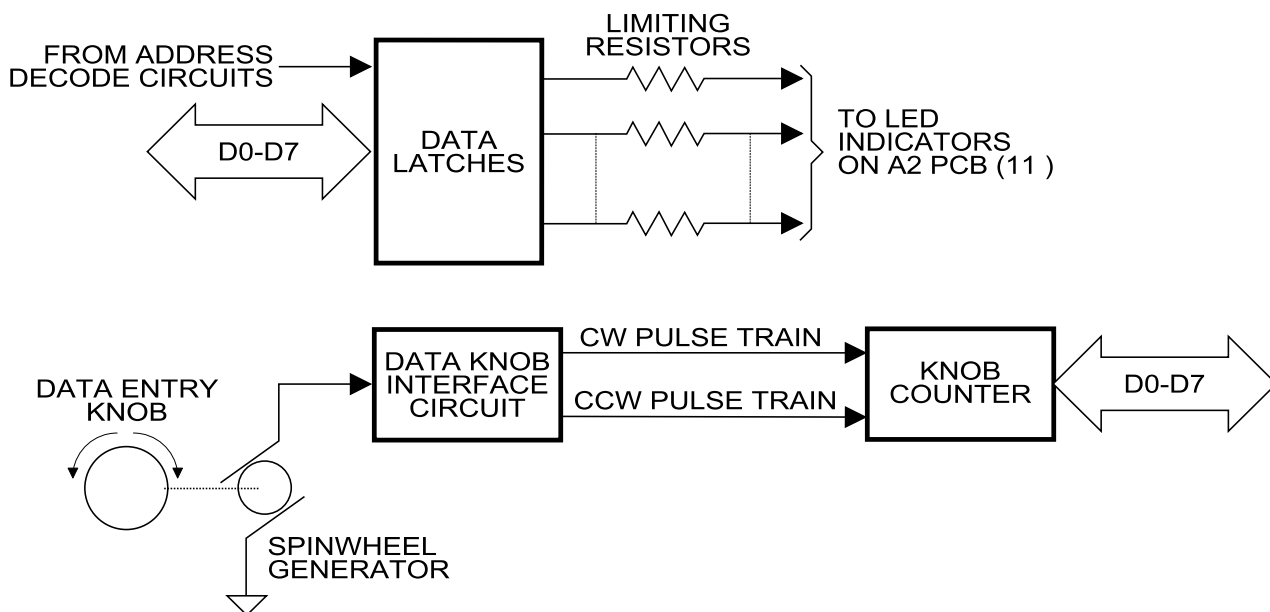 FROM ADDRESS
DECODE CIRCUITS
D0-D7
DATA
LATCHES
LIMITING
RESISTORS
TO LED
INDICATORS
ON A2 PCB (11 )
DATA ENTRY
KNOB
SPINWHEEL
GENERATOR
DATA KNOB
INTERFACE
CIRCUIT
CW PULSE TRAIN
CCW PULSE TRAIN
KNOB
COUNTER
D0-D7